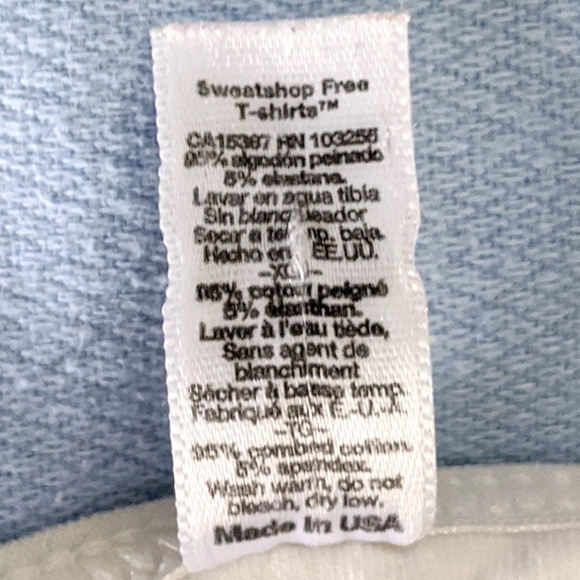 Sweatshop Free
T-shirts™
CA15387 RN 103256
95% algodón peinado
5% elastano.
Lavar en agua tibia
Sin blanqueador
Secar a temp. baja.
Hecho en EE.UU.
–XG–
95% coton peigné
5% élasthan.
Laver à l'eau tiède,
Sans agent de
blanchiment
Sécher à basse temp.
Fabriqué aux E.-U.-A.
–TG–
95% combed cotton.
5% spandex.
Wash warm, do not
bleach, dry low.
Made in USA